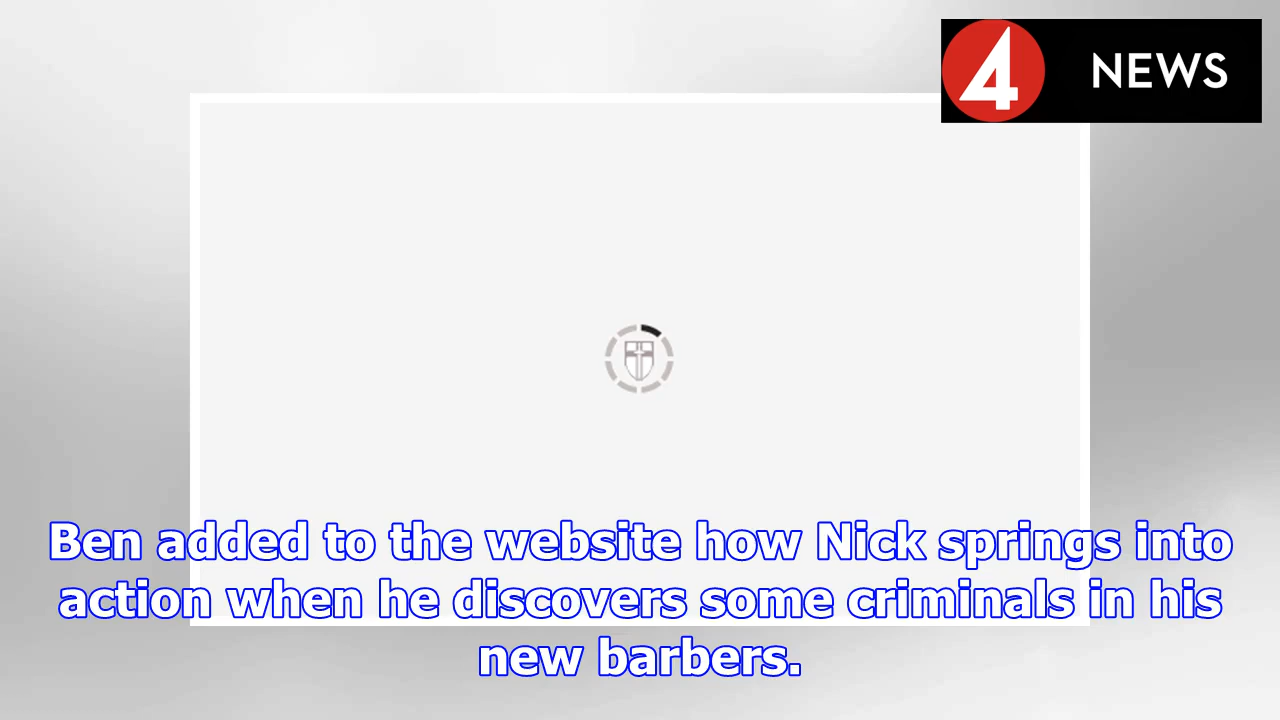 4 NEWS
Ben added to the website how Nick springs into
action when he discovers some criminals in his
new barbers.